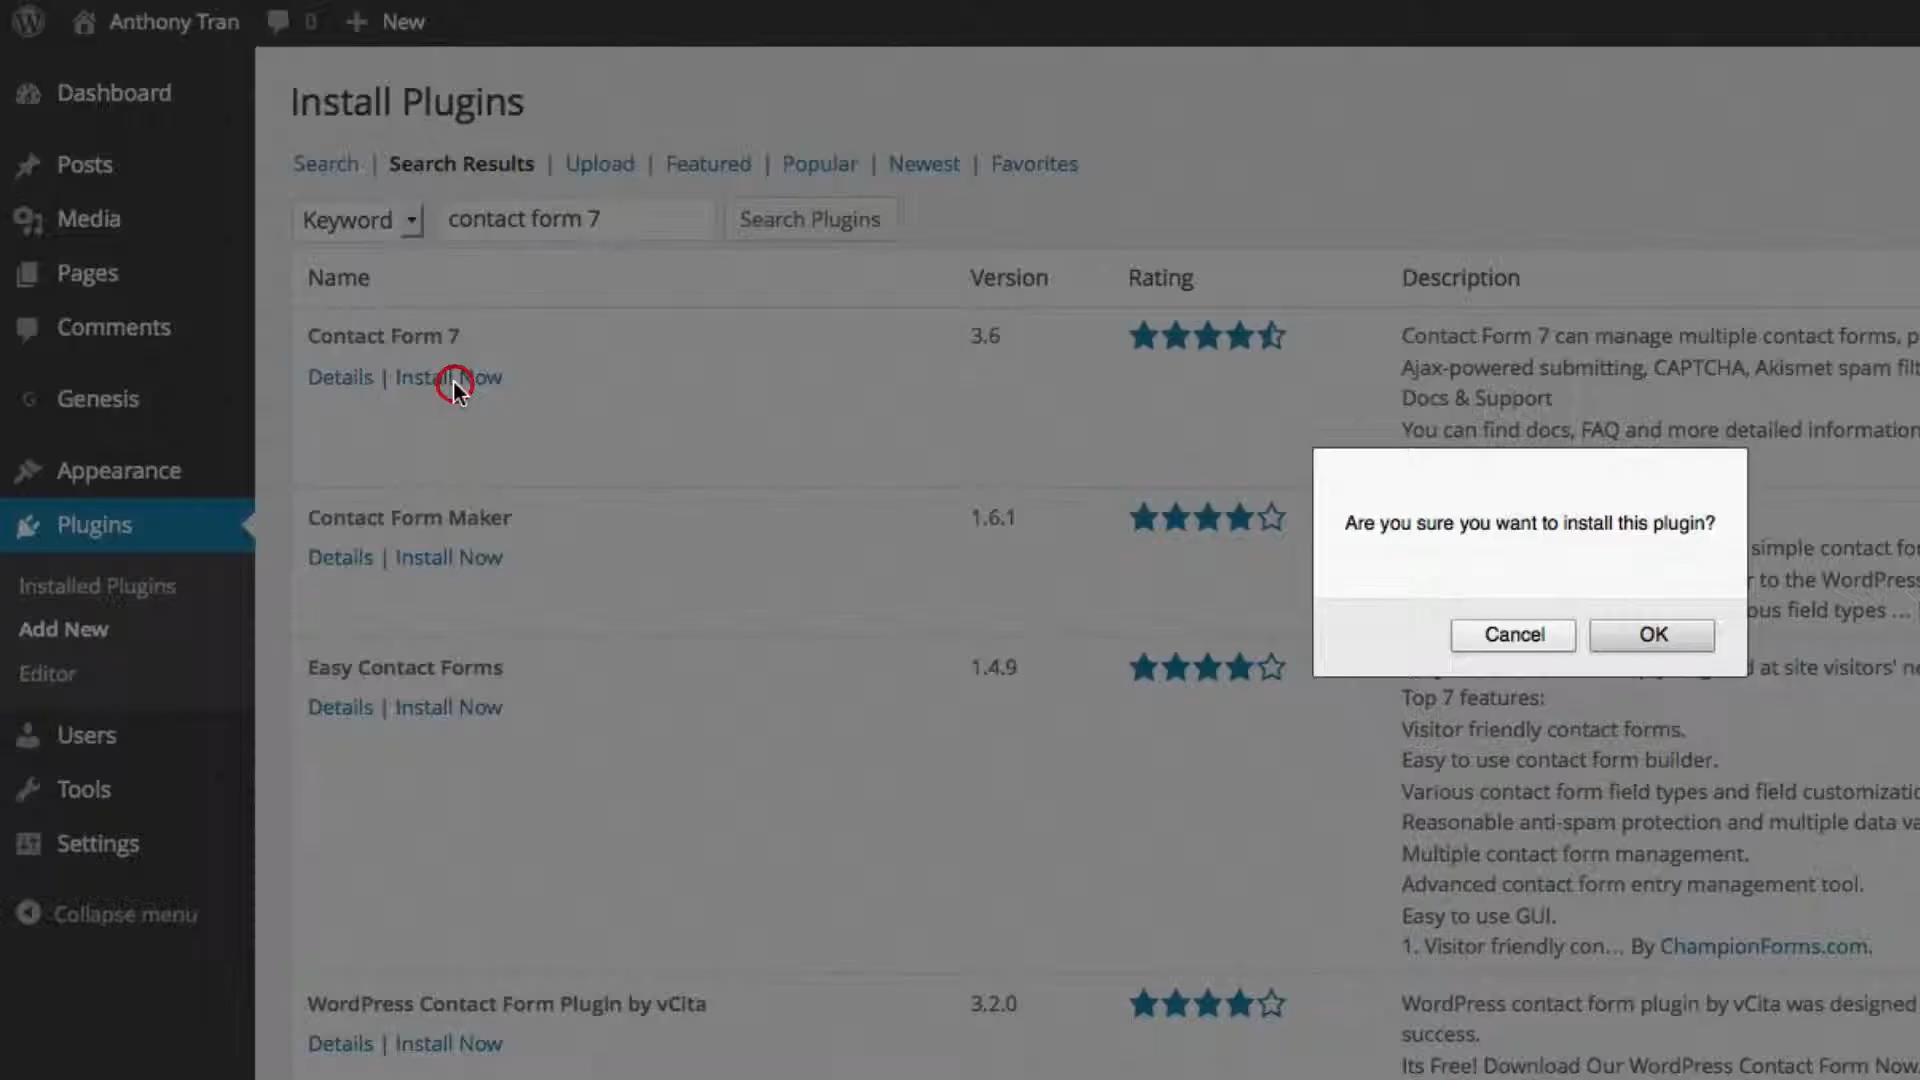 Anthony Tran 0 New
Dashboard
Posts
Media
Pages
Comments
Genesis
Appearance
Plugins
Installed Plugins
Add New
Editor
Users
Tools
Settings
Collapse menu
Install Plugins
Search | Search Results | Upload | Featured | Popular | Newest | Favorites
Keyword contact form 7 Search Plugins
Name Version Rating Description
Contact Form 7 3.6
Details | Install Now
Contact Form 7 can manage multiple contact forms, p
Ajax-powered submitting, CAPTCHA, Akismet spam filt
Docs & Support
You can find docs, FAQ and more detailed information
Contact Form Maker 1.6.1
Details | Install Now
simple contact for
to the WordPress
ous field types ...
Are you sure you want to install this plugin?
Cancel OK
Easy Contact Forms 1.4.9
Details | Install Now
at site visitors' ne
Top 7 features:
Visitor friendly contact forms.
Easy to use contact form builder.
Various contact form field types and field customizatio
Reasonable anti-spam protection and multiple data va
Multiple contact form management.
Advanced contact form entry management tool.
Easy to use GUI.
1. Visitor friendly con... By ChampionForms.com.
WordPress Contact Form Plugin by vCita 3.2.0
Details | Install Now
WordPress contact form plugin by vCita was designed
success.
Its Free! Download Our WordPress Contact Form Now.